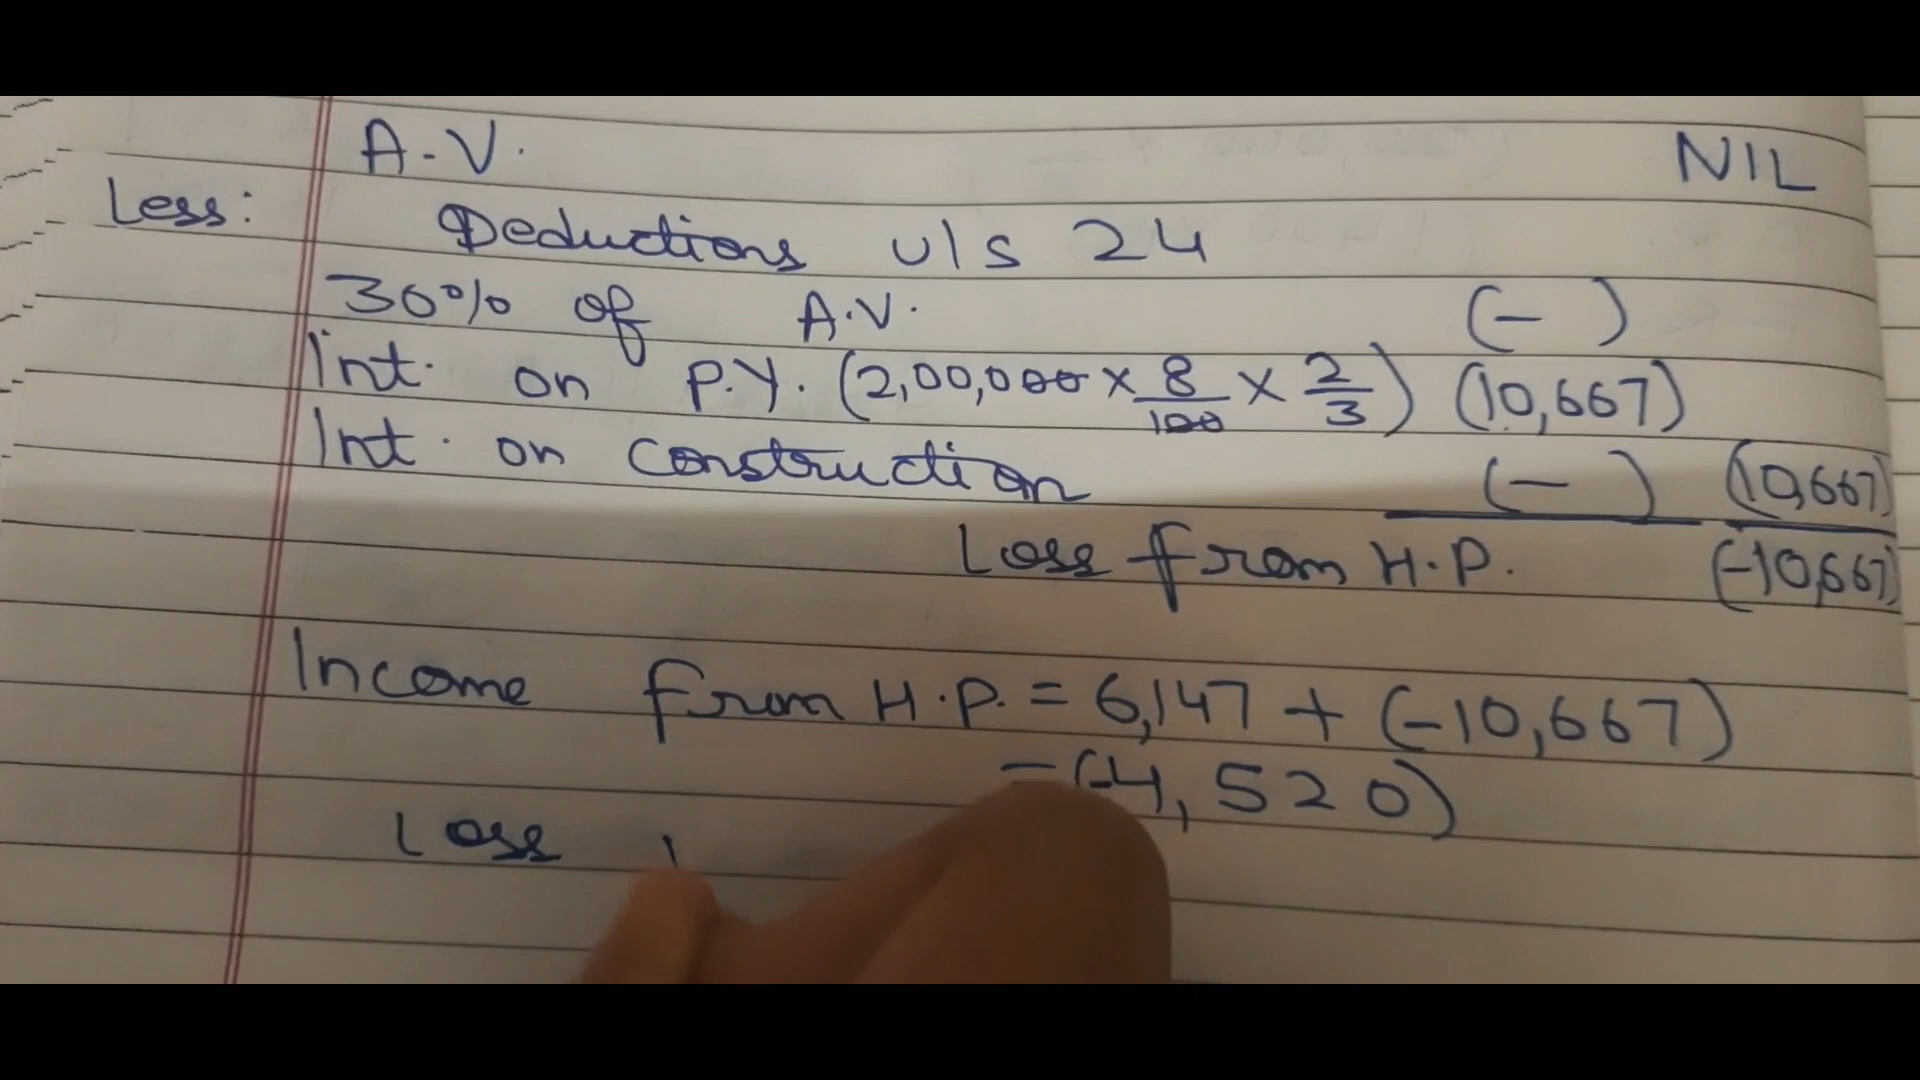 A.V. NIL
Less: Deductions u/s 24
30% of A.V. (-)
Int. on P.Y. (2,00,000 × 8/100 × 2/3) (10,667)
Int. on construction (-) (10,667)
Loss from H.P. (-10,667)
Income from H.P. = 6,147 + (-10,667)
= (-4,520)
Loss